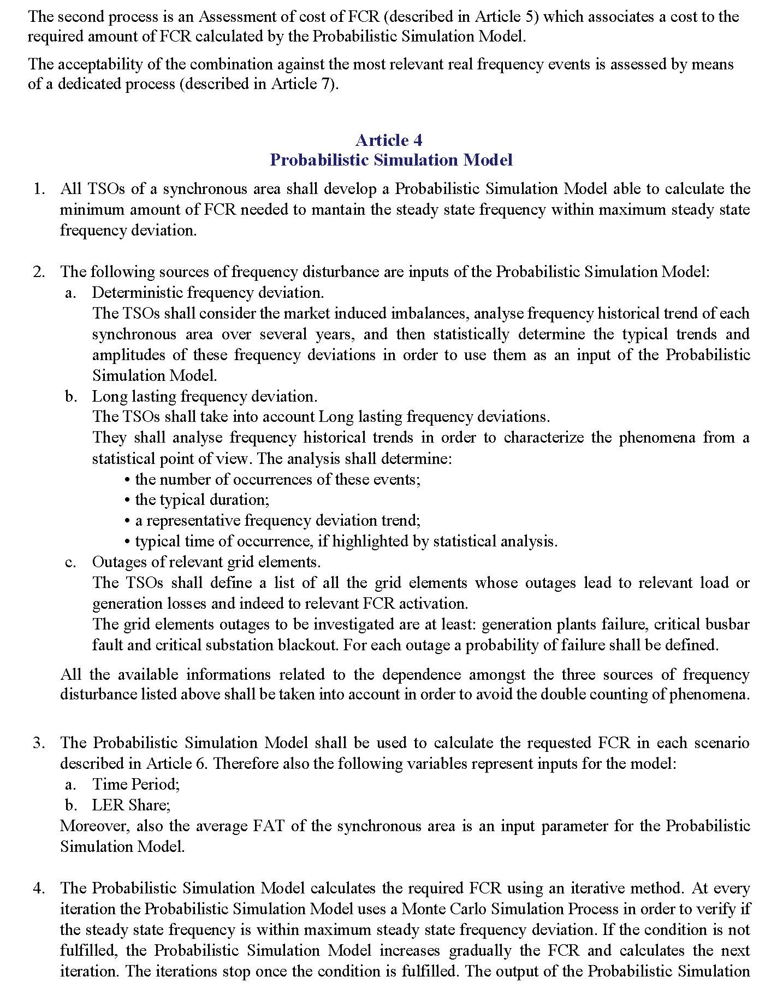 The second process is an Assessment of cost of FCR (described in Article 5) which associates a cost to the
required amount of FCR calculated by the Probabilistic Simulation Model.
The acceptability of the combination against the most relevant real frequency events is assessed by means
of a dedicated process (described in Article 7).
Article 4
Probabilistic Simulation Model
1. All TSOs of a synchronous area shall develop a Probabilistic Simulation Model able to calculate the
minimum amount of FCR needed to mantain the steady state frequency within maximum steady state
frequency deviation.
2. The following sources of frequency disturbance are inputs of the Probabilistic Simulation Model:
a. Deterministic frequency deviation.
The TSOs shall consider the market induced imbalances, analyse frequency historical trend of each
synchronous area over several years, and then statistically determine the typical trends and
amplitudes of these frequency deviations in order to use them as an input of the Probabilistic
Simulation Model.
b. Long lasting frequency deviation.
The TSOs shall take into account Long lasting frequency deviations.
They shall analyse frequency historical trends in order to characterize the phenomena from a
statistical point of view. The analysis shall determine:
• the number of occurrences of these events;
• the typical duration;
• a representative frequency deviation trend;
• typical time of occurrence, if highlighted by statistical analysis.
c. Outages of relevant grid elements.
The TSOs shall define a list of all the grid elements whose outages lead to relevant load or
generation losses and indeed to relevant FCR activation.
The grid elements outages to be investigated are at least: generation plants failure, critical busbar
fault and critical substation blackout. For each outage a probability of failure shall be defined.
All the available informations related to the dependence amongst the three sources of frequency
disturbance listed above shall be taken into account in order to avoid the double counting of phenomena.
3. The Probabilistic Simulation Model shall be used to calculate the requested FCR in each scenario
described in Article 6. Therefore also the following variables represent inputs for the model:
a. Time Period;
b. LER Share;
Moreover, also the average FAT of the synchronous area is an input parameter for the Probabilistic
Simulation Model.
4. The Probabilistic Simulation Model calculates the required FCR using an iterative method. At every
iteration the Probabilistic Simulation Model uses a Monte Carlo Simulation Process in order to verify if
the steady state frequency is within maximum steady state frequency deviation. If the condition is not
fulfilled, the Probabilistic Simulation Model increases gradually the FCR and calculates the next
iteration. The iterations stop once the condition is fulfilled. The output of the Probabilistic Simulation